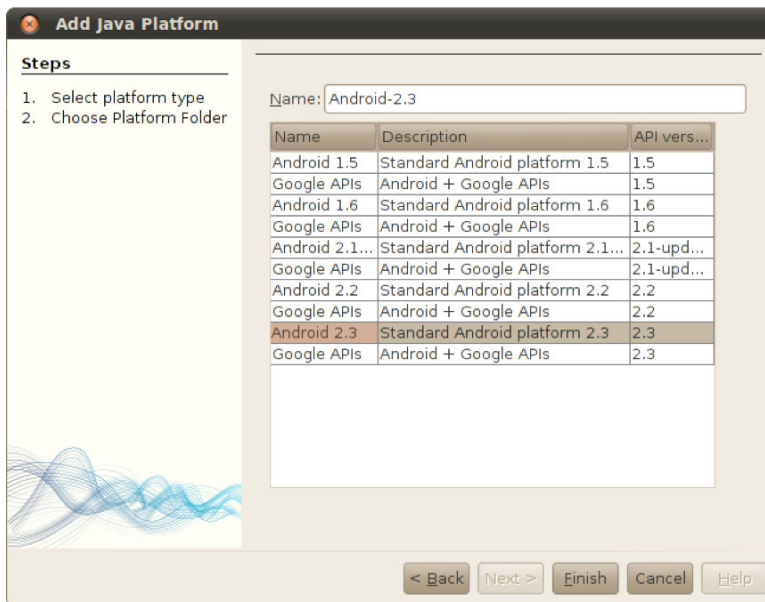 Add Java Platform
Steps
1. Select platform type
2. Choose Platform Folder
Name: Android-2.3
Name Description API vers...
Android 1.5 Standard Android platform 1.5 1.5
Google APIs Android + Google APIs 1.5
Android 1.6 Standard Android platform 1.6 1.6
Google APIs Android + Google APIs 1.6
Android 2.1... Standard Android platform 2.1... 2.1-upd...
Google APIs Android + Google APIs 2.1-upd...
Android 2.2 Standard Android platform 2.2 2.2
Google APIs Android + Google APIs 2.2
Android 2.3 Standard Android platform 2.3 2.3
Google APIs Android + Google APIs 2.3
< Back Next > Finish Cancel Help